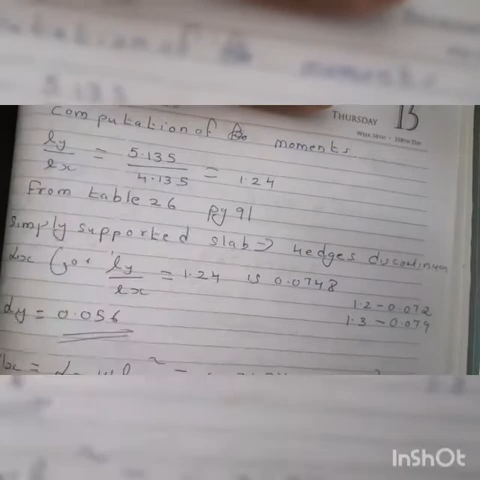 THURSDAY 13
Computation of moments
ly/lx = 5.135/4.135 = 1.24
From table 26 pg 91
Simply supported slab → 4 edges discontinuou
αx for ly/lx = 1.24 is 0.0748
1.2 - 0.072
1.3 - 0.079
αy = 0.056
InShOt